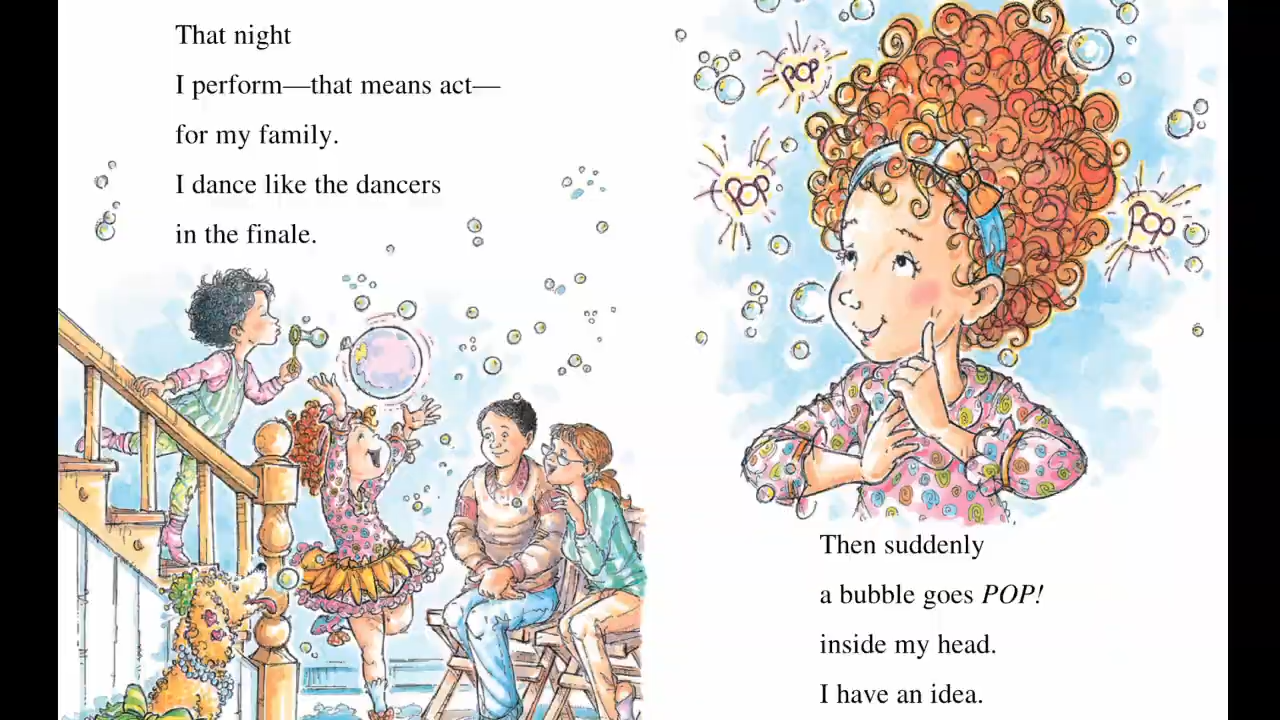 That night
I perform—that means act—
for my family.
I dance like the dancers
in the finale.
POP
POP
POP
Then suddenly
a bubble goes POP!
inside my head.
I have an idea.